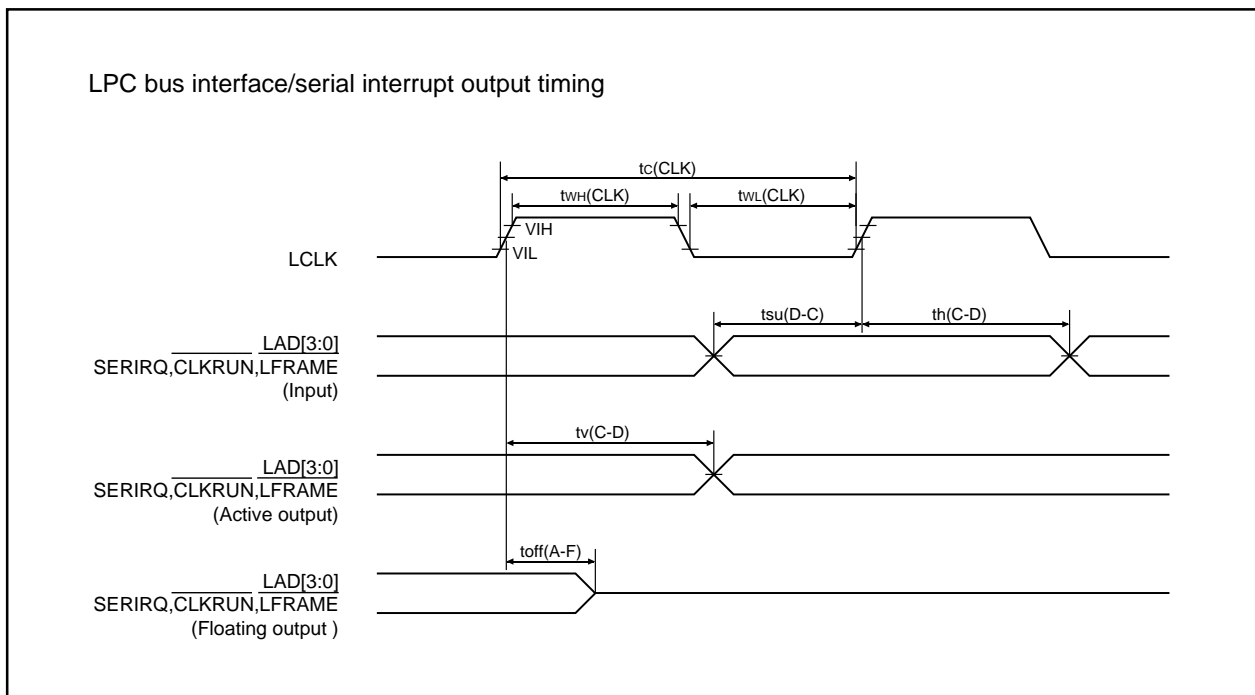 LPC bus interface/serial interrupt output timing
tC(CLK)
tWH(CLK)
tWL(CLK)
VIH
VIL
LCLK
tsu(D-C)
th(C-D)
LAD[3:0]
SERIRQ,CLKRUN,LFRAME
(Input)
tv(C-D)
LAD[3:0]
SERIRQ,CLKRUN,LFRAME
(Active output)
toff(A-F)
LAD[3:0]
SERIRQ,CLKRUN,LFRAME
(Floating output )